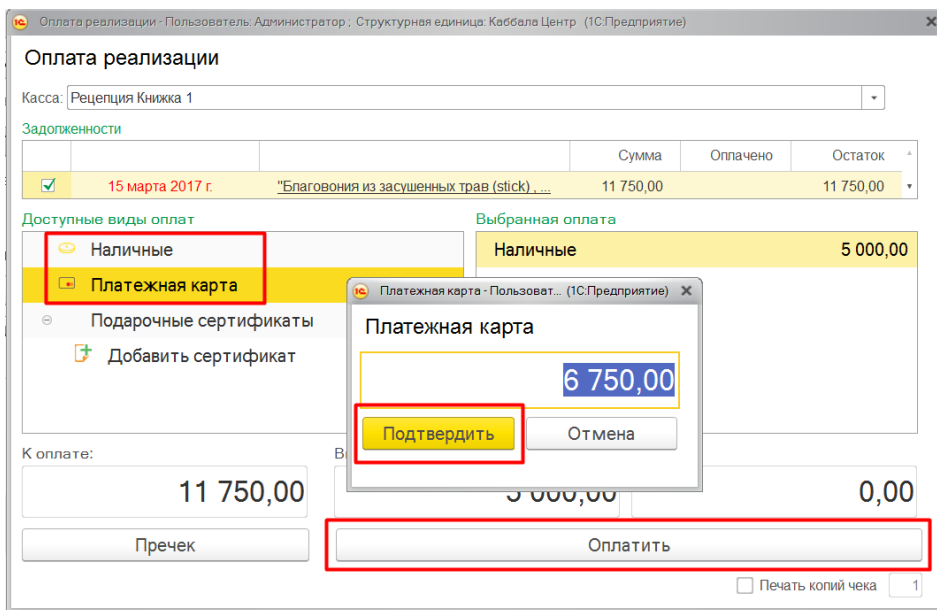 Оплата реализации - Пользователь: Администратор ; Структурная единица: Каббала Центр (1С:Предприятие)
Оплата реализации
Касса: Рецепция Книжка 1
Задолженности
Сумма Оплачено Остаток
15 марта 2017 г. "Благовония из засушенных трав (stick) , ... 11 750,00 11 750,00
Доступные виды оплат Выбранная оплата
Наличные Наличные 5 000,00
Платежная карта
Платежная карта - Пользоват... (1С:Предприятие)
Подарочные сертификаты
Платежная карта
Добавить сертификат
6 750,00
Подтвердить Отмена
К оплате:
11 750,00 5 000,00 0,00
Пречек Оплатить
Печать копий чека 1